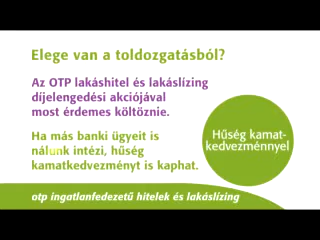 Elege van a toldozgatásból?
Az OTP lakáshitel és lakáslízing
díjelengedési akciójával
most érdemes költöznie.
Ha más banki ügyeit is
nálunk intézi, hűség
kamatkedvezményt is kaphat.
Hűség kamat-
kedvezménnyel
otp ingatlanfedezetű hitelek és lakáslízing